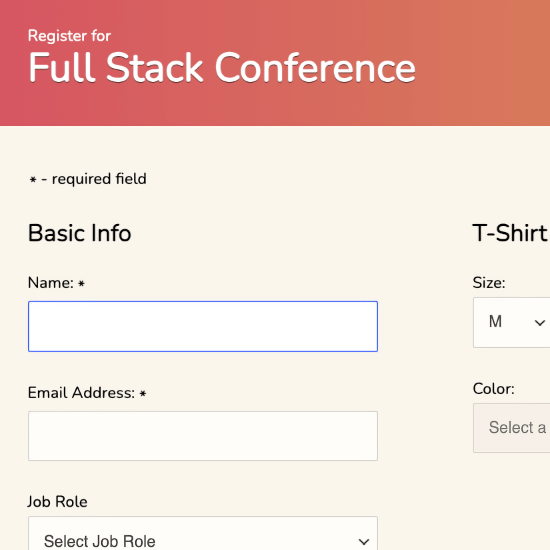 Register for
Full Stack Conference
* - required field
Basic Info
Name: *
Email Address: *
Job Role
Select Job Role
T-Shirt
Size:
M
Color:
Select a